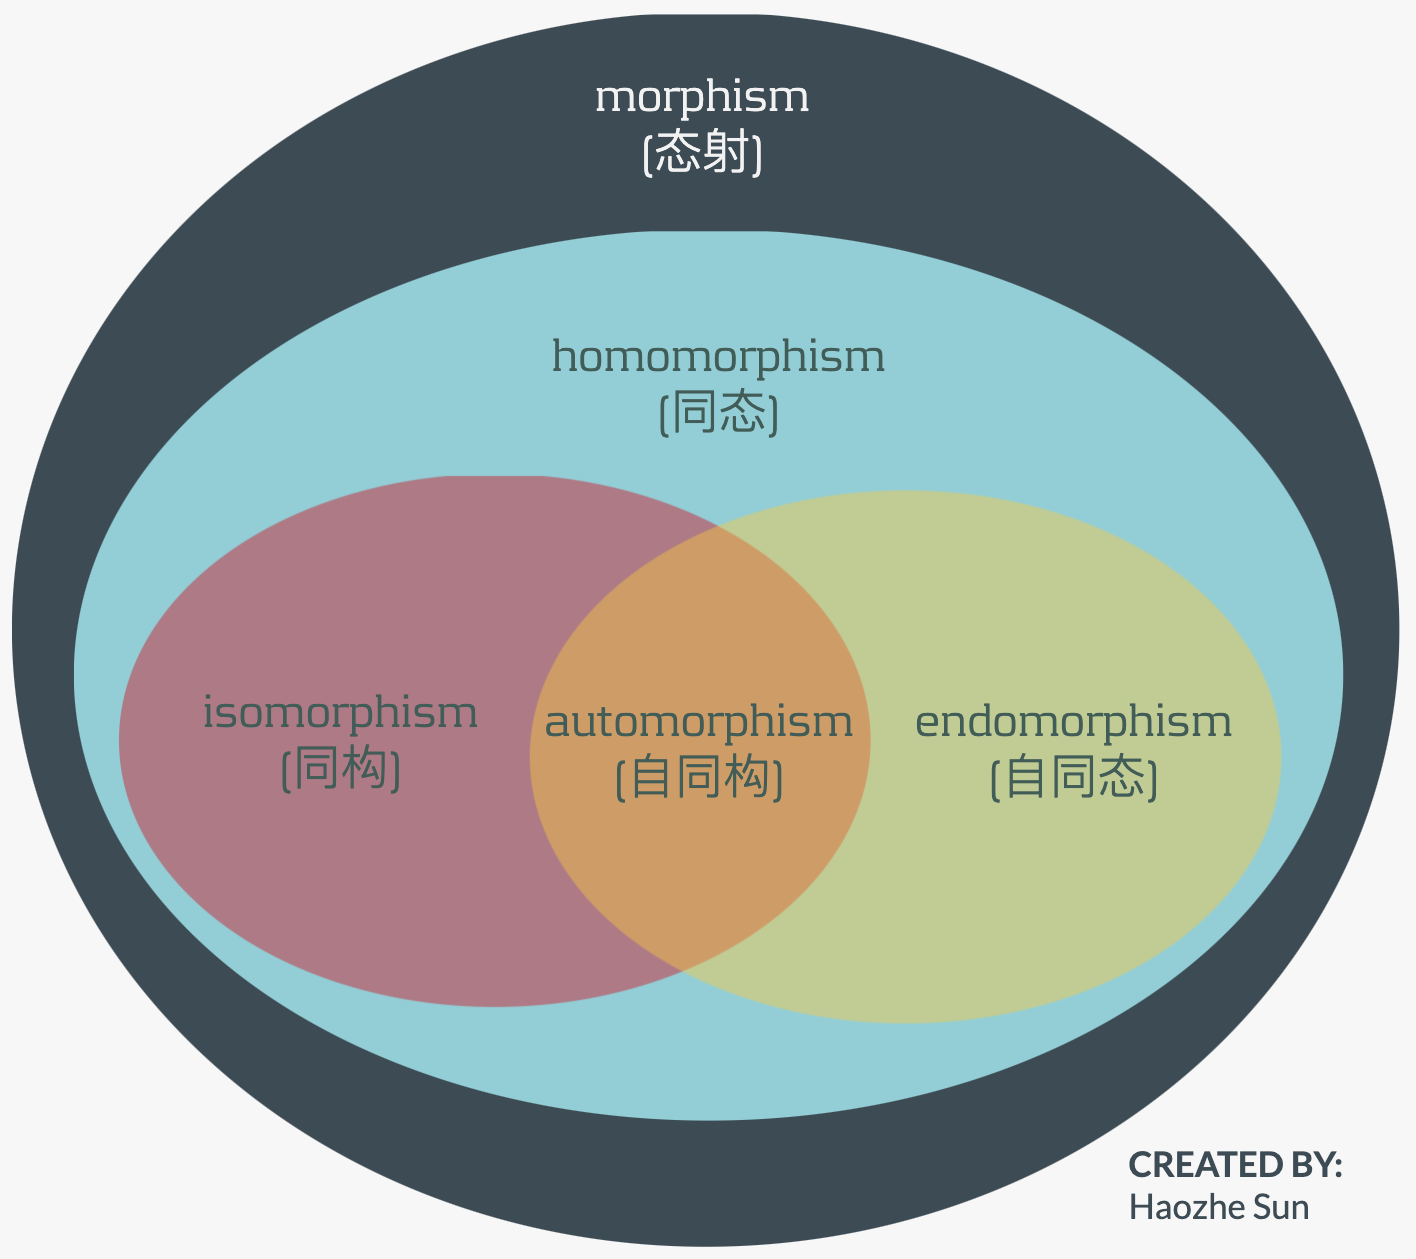 morphism
(态射)
homomorphism
(同态)
isomorphism
(同构)
automorphism
(自同构)
endomorphism
(自同态)
CREATED BY:
Haozhe Sun